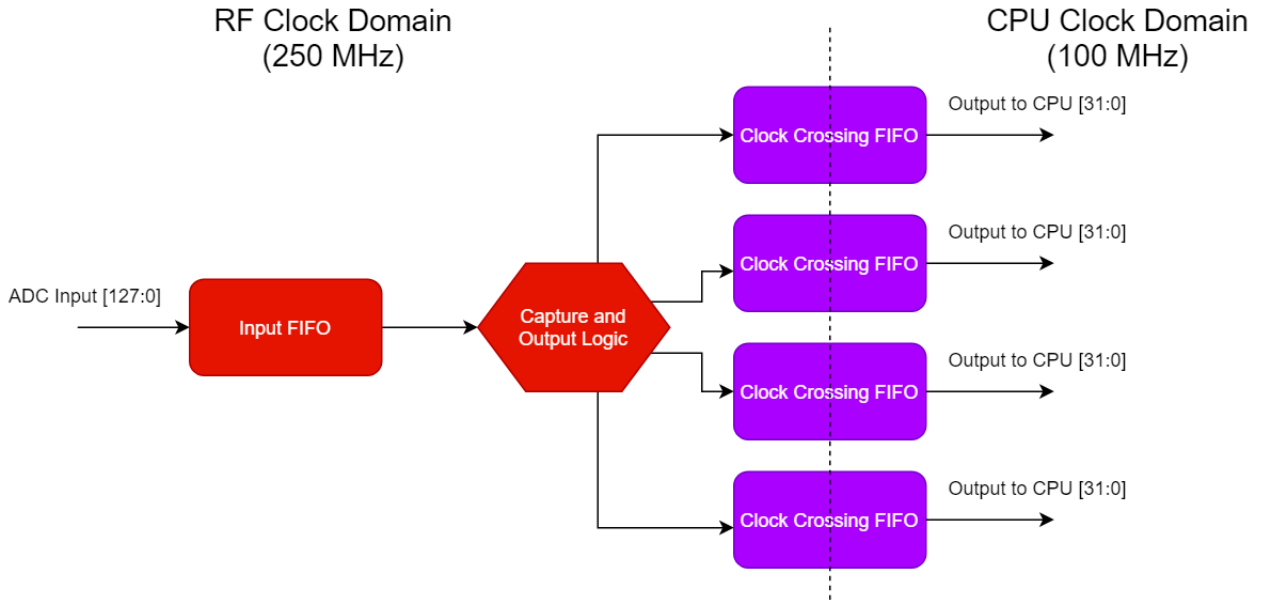 RF Clock Domain
(250 MHz)
CPU Clock Domain
(100 MHz)
Output to CPU [31:0]
Clock Crossing FIFO
Output to CPU [31:0]
Clock Crossing FIFO
ADC Input [127:0]
Input FIFO
Capture and
Output Logic
Output to CPU [31:0]
Clock Crossing FIFO
Output to CPU [31:0]
Clock Crossing FIFO